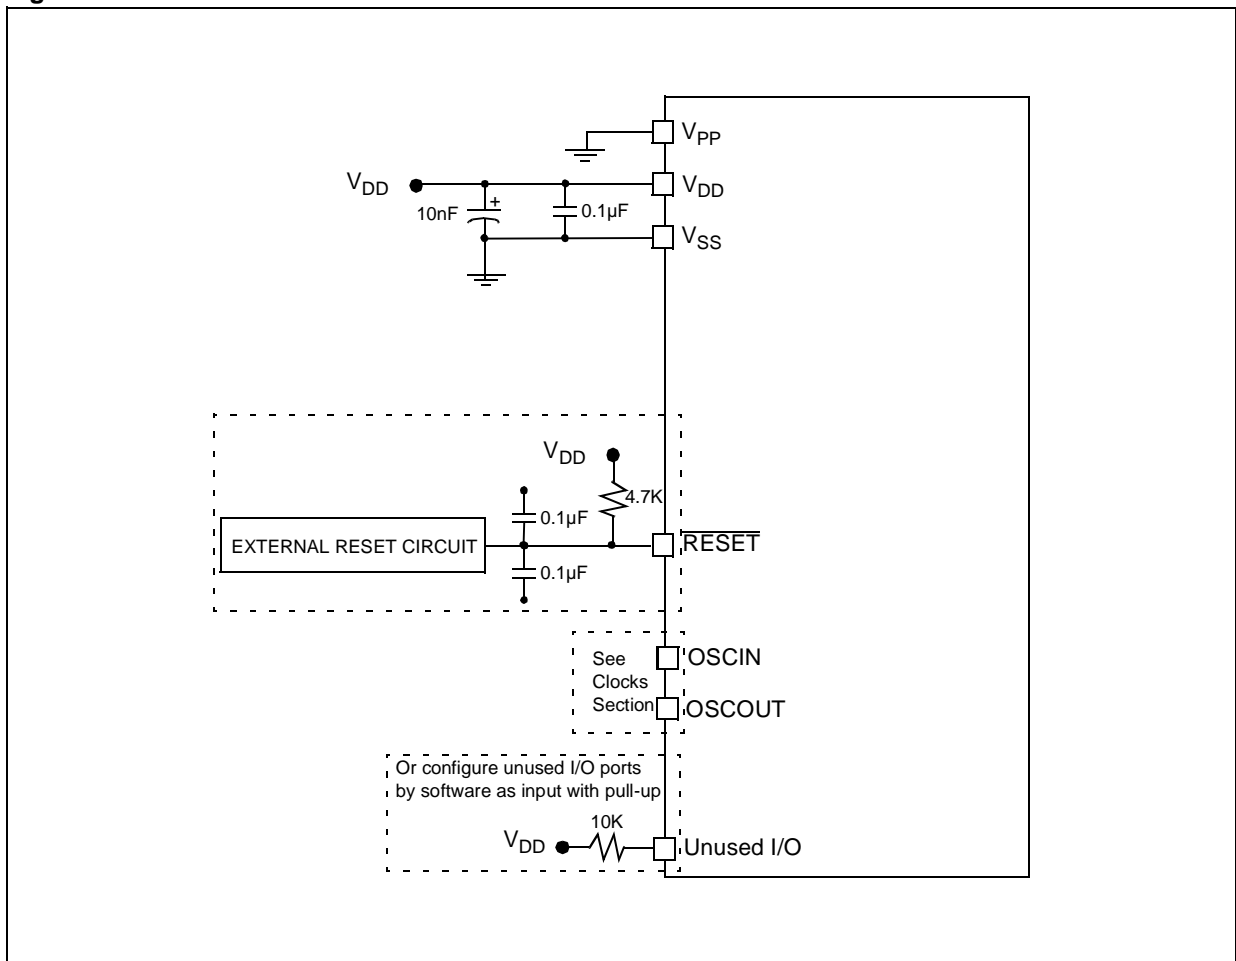 VPP
VDD
VDD
10nF
+
0.1µF
VSS
VDD
4.7K
0.1µF
EXTERNAL RESET CIRCUIT
RESET
0.1µF
See
Clocks
Section
OSCIN
OSCOUT
Or configure unused I/O ports
by software as input with pull-up
10K
VDD
Unused I/O